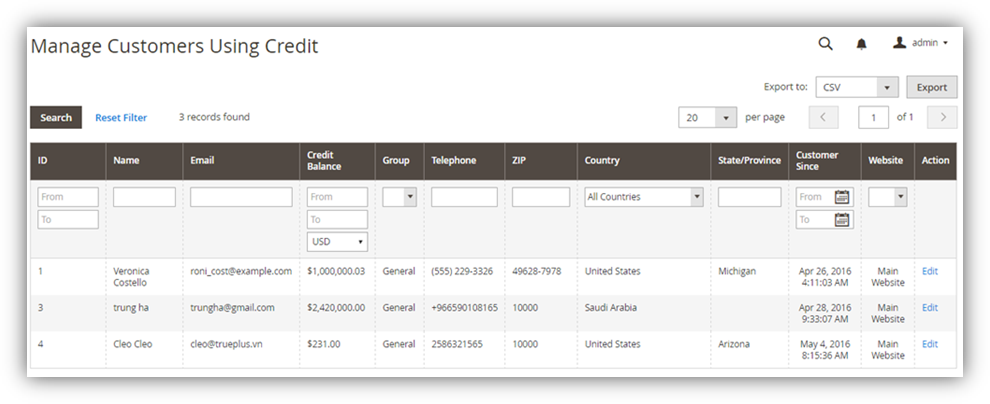 Manage Customers Using Credit
admin
Export to: CSV Export
Search Reset Filter 3 records found 20 per page 1 of 1
ID Name Email Credit Balance Group Telephone ZIP Country State/Province Customer Since Website Action
From From All Countries From
To To To
USD
1 Veronica Costello roni_cost@example.com $1,000,000.03 General (555) 229-3326 49628-7978 United States Michigan Apr 26, 2016 4:11:03 AM Main Website Edit
3 trung ha trungha@gmail.com $2,420,000.00 General +966590108165 10000 Saudi Arabia Apr 28, 2016 9:33:07 AM Main Website Edit
4 Cleo Cleo cleo@trueplus.vn $231.00 General 2586321565 10000 United States Arizona May 4, 2016 8:15:36 AM Main Website Edit